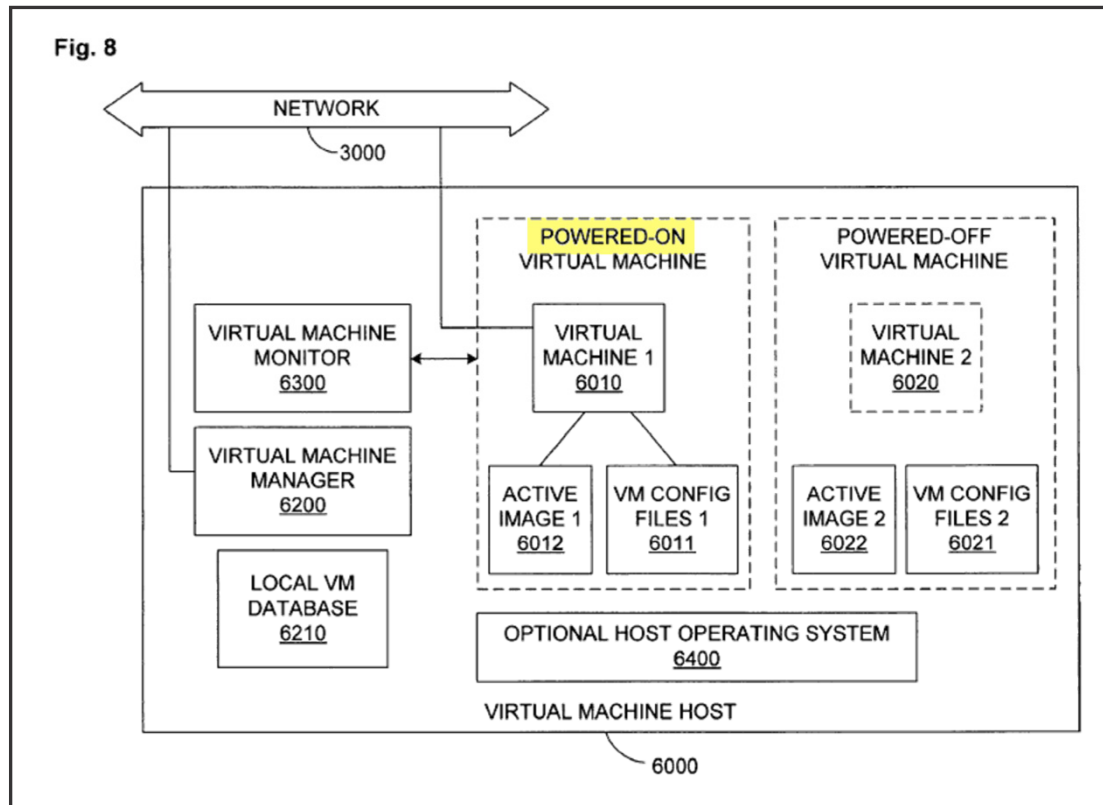 Fig. 8
NETWORK
3000
POWERED-ON
VIRTUAL MACHINE
POWERED-OFF
VIRTUAL MACHINE
VIRTUAL MACHINE
MONITOR
6300
VIRTUAL
MACHINE 1
6010
VIRTUAL
MACHINE 2
6020
VIRTUAL MACHINE
MANAGER
6200
ACTIVE
IMAGE 1
6012
VM CONFIG
FILES 1
6011
ACTIVE
IMAGE 2
6022
VM CONFIG
FILES 2
6021
LOCAL VM
DATABASE
6210
OPTIONAL HOST OPERATING SYSTEM
6400
VIRTUAL MACHINE HOST
6000